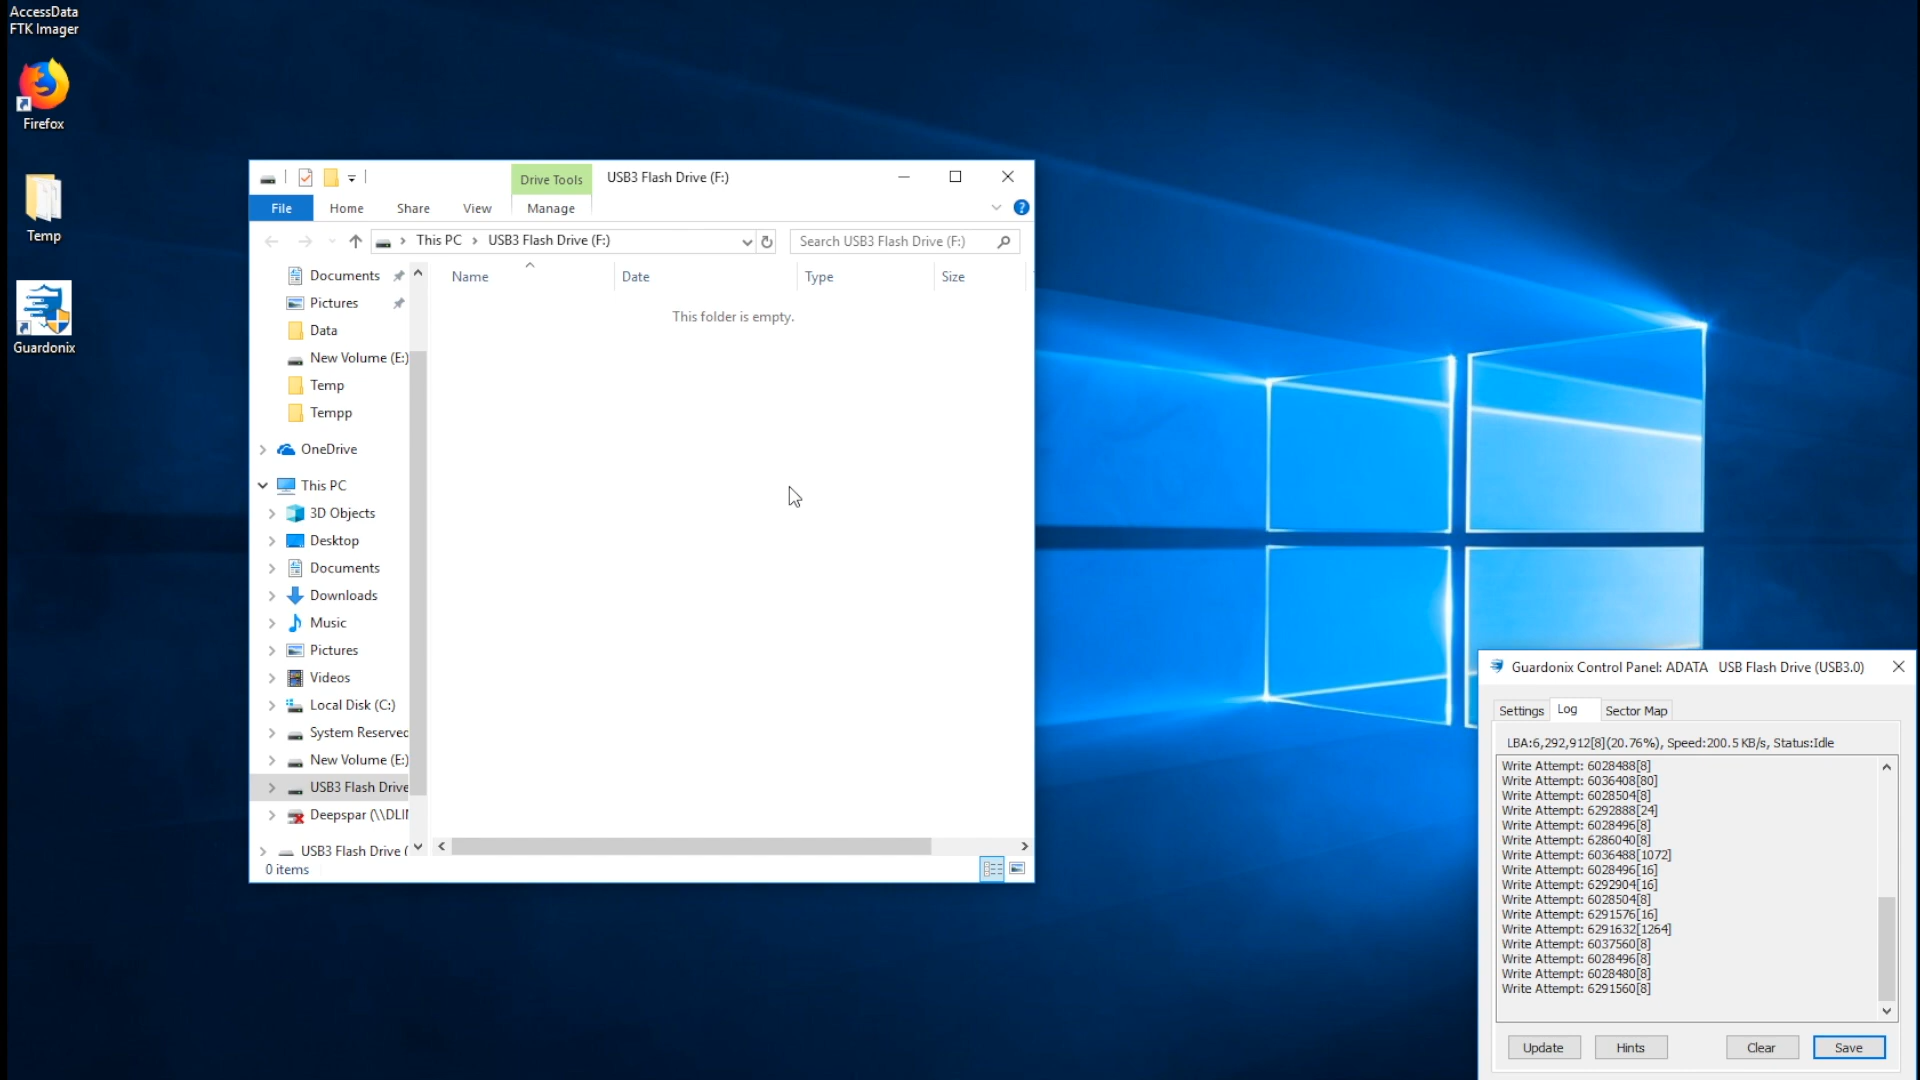 AccessData
FTK Imager
Firefox
Temp
Guardonix
Drive Tools
USB3 Flash Drive (F:)
File
Home
Share
View
Manage
This PC
USB3 Flash Drive (F:)
Search USB3 Flash Drive (F:)
Name
Date
Type
Size
This folder is empty.
Documents
Pictures
Data
New Volume (E:)
Temp
Tempp
OneDrive
This PC
3D Objects
Desktop
Documents
Downloads
Music
Pictures
Videos
Local Disk (C:)
System Reserved
New Volume (E:)
USB3 Flash Drive
Deepspar (\\DLIN
USB3 Flash Drive (
0 items
Guardonix Control Panel: ADATA USB Flash Drive (USB3.0)
Settings
Log
Sector Map
LBA:6,292,912[8](20.76%), Speed:200.5 KB/s, Status:Idle
Write Attempt: 6028488[8]
Write Attempt: 6036408[80]
Write Attempt: 6028504[8]
Write Attempt: 6292888[24]
Write Attempt: 6028496[8]
Write Attempt: 6286040[8]
Write Attempt: 6036488[1072]
Write Attempt: 6028496[16]
Write Attempt: 6292904[16]
Write Attempt: 6028504[8]
Write Attempt: 6291576[16]
Write Attempt: 6291632[1264]
Write Attempt: 6037560[8]
Write Attempt: 6028496[8]
Write Attempt: 6028480[8]
Write Attempt: 6291560[8]
Update
Hints
Clear
Save